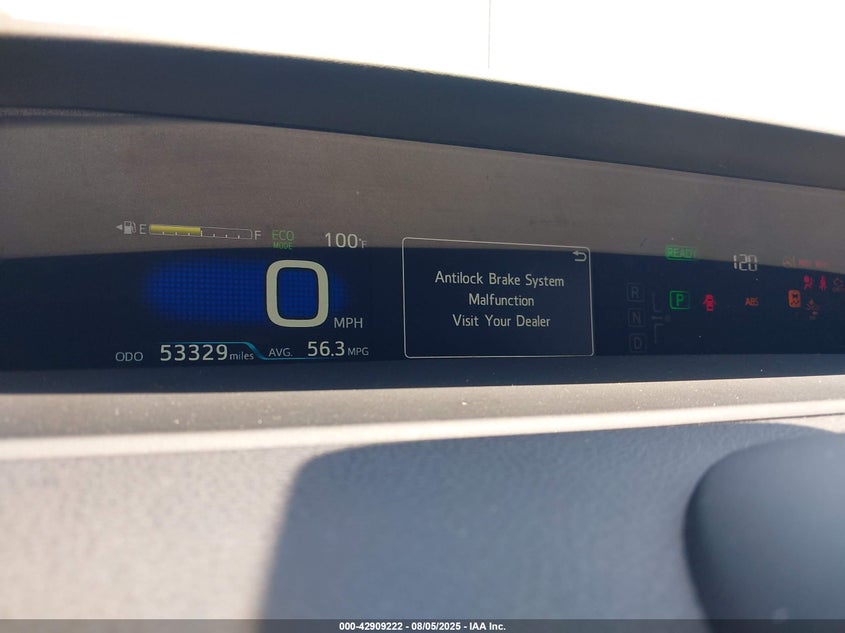 E F
ECO
MODE
100°F
0
MPH
ODO 53329 miles
AVG. 56.3 MPG
Antilock Brake System
Malfunction
Visit Your Dealer
READY
120
R
P
N
D
ABS
000-42909222 - 08/05/2025 - IAA Inc.